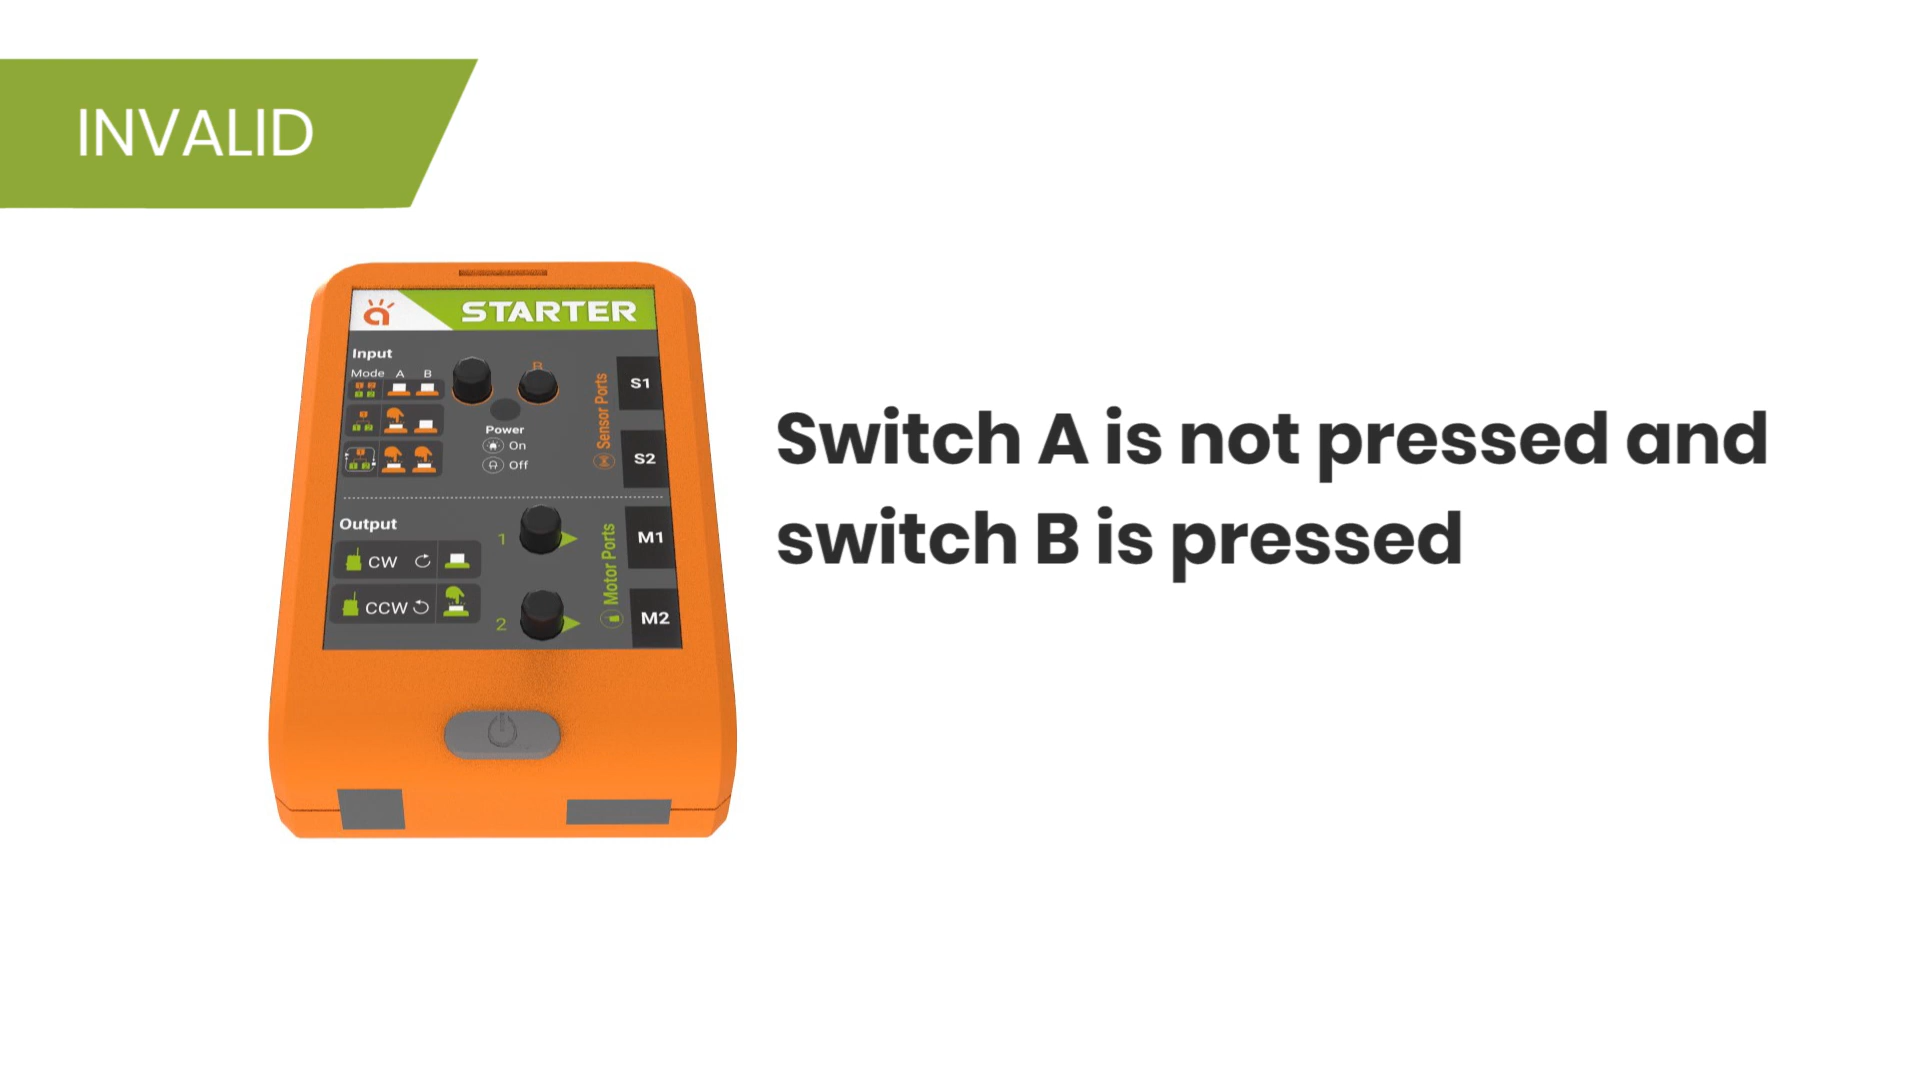 INVALID
STARTER
Input
Mode A B
B
Power
On
Off
Sensor Ports
S1
S2
Output
CW
CCW
1
2
Motor Ports
M1
M2
Switch A is not pressed and
switch B is pressed